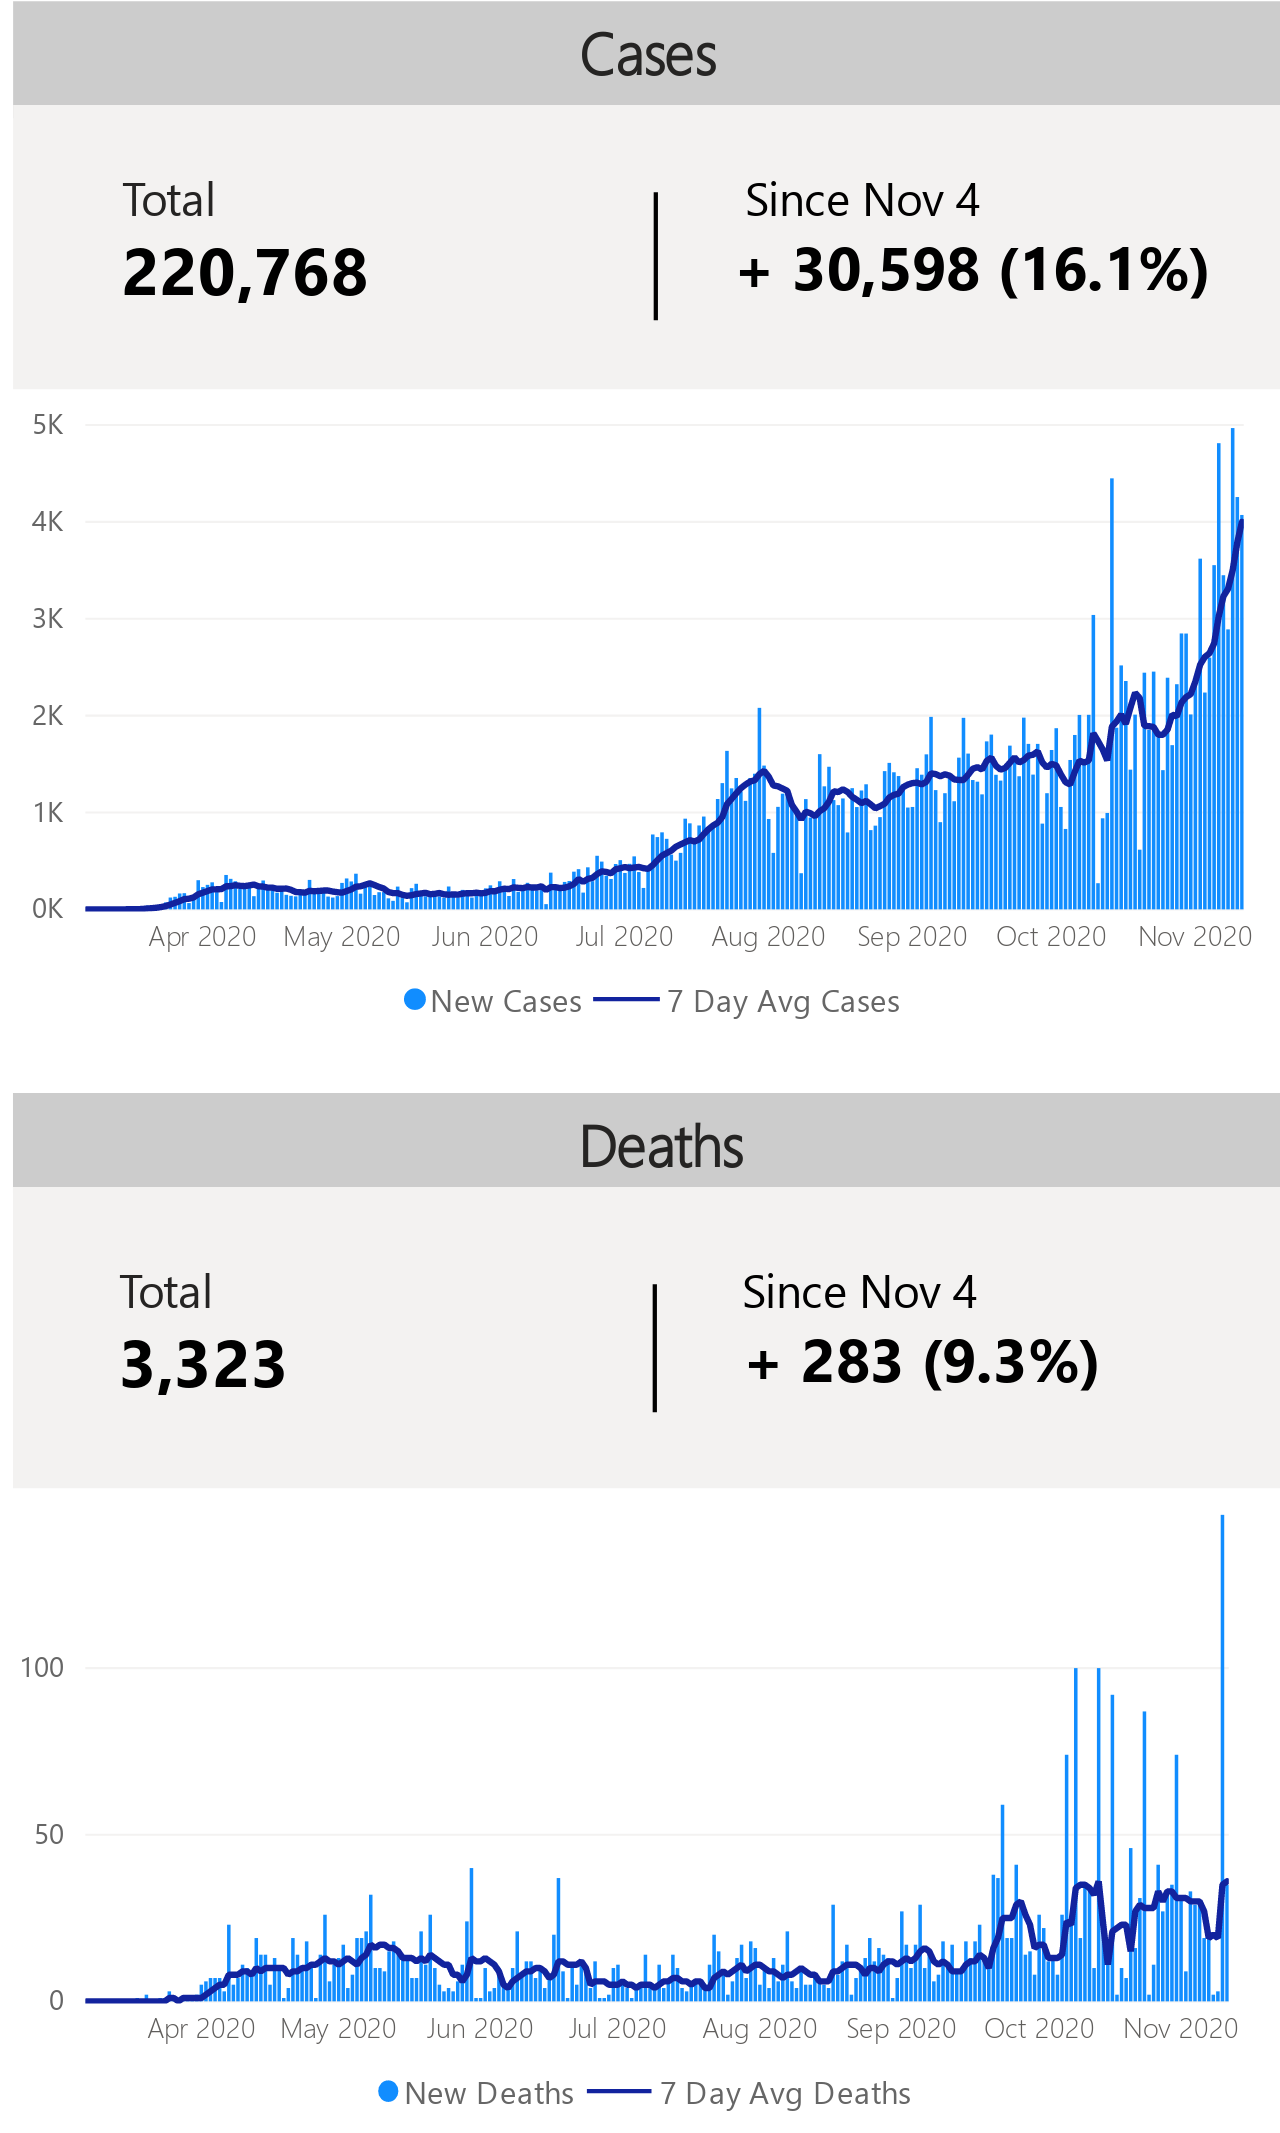 Cases
Total
Since Nov 4
220,768
+ 30,598 (16.1%)
5K
4K
3K
2K
1K
0K
Apr 2020 May 2020 Jun 2020 Jul 2020 Aug 2020 Sep 2020 Oct 2020 Nov 2020
New Cases 7 Day Avg Cases
Deaths
Total
Since Nov 4
3,323
+ 283 (9.3%)
100
50
0
Apr 2020 May 2020 Jun 2020 Jul 2020 Aug 2020 Sep 2020 Oct 2020 Nov 2020
New Deaths 7 Day Avg Deaths